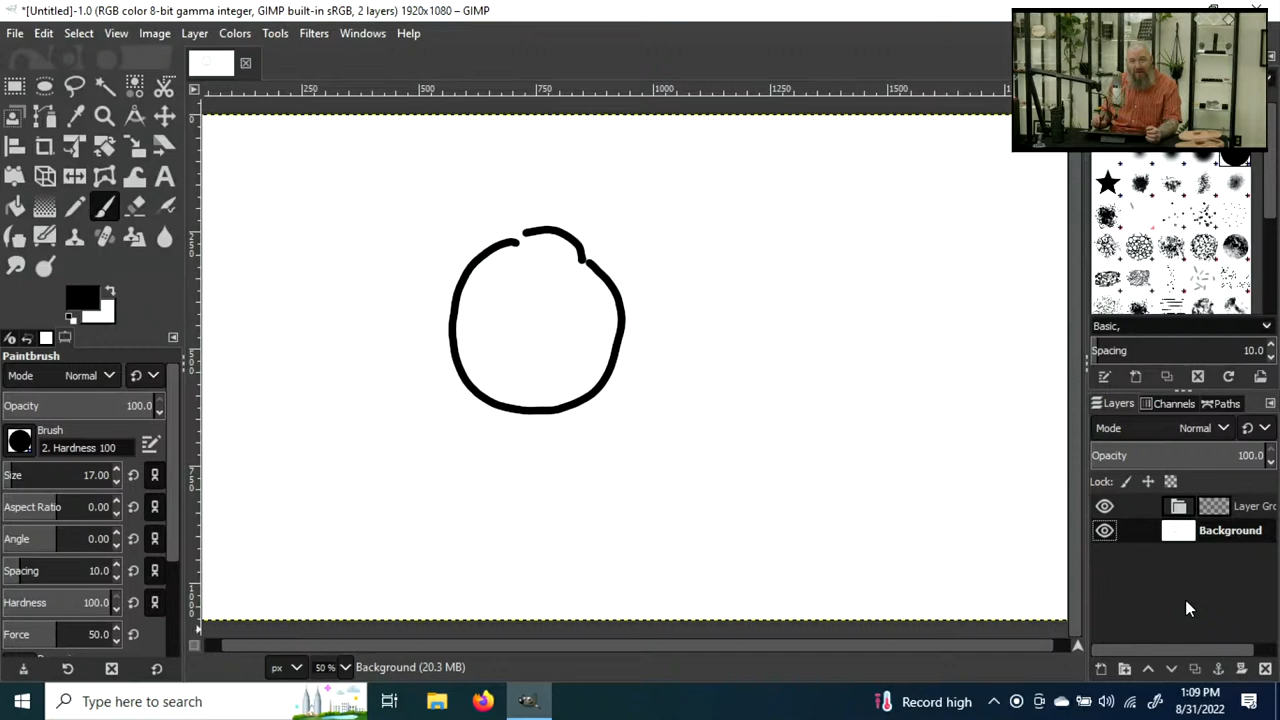 *[Untitled]-1.0 (RGB color 8-bit gamma integer, GIMP built-in sRGB, 2 layers) 1920x1080 – GIMP
File Edit Select View Image Layer Colors Tools Filters Windows Help
250 500 750 1000 1250 1500
0
250
500
750
1000
Paintbrush
Mode Normal
Opacity 100.0
Brush
2. Hardness 100
Size 17.00
Aspect Ratio 0.00
Angle 0.00
Spacing 10.0
Hardness 100.0
Force 50.0
Basic,
Spacing 10.0
Layers Channels Paths
Mode Normal
Opacity 100.0
Lock:
Layer Gro
Background
px 50 % Background (20.3 MB)
Type here to search
Record high
1:09 PM
8/31/2022